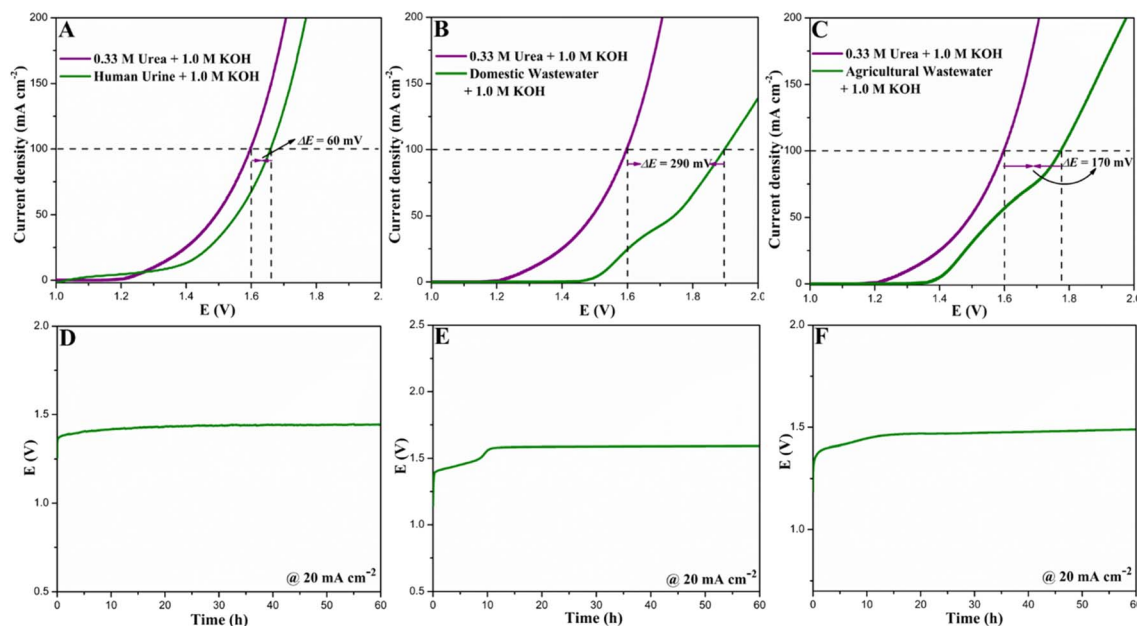 A
0.33 M Urea + 1.0 M KOH
Human Urine + 1.0 M KOH
ΔE = 60 mV
Current density (mA cm⁻²)
200
150
100
50
0
1.0 1.2 1.4 1.6 1.8 2.
E (V)
B
0.33 M Urea + 1.0 M KOH
Domestic Wastewater
+ 1.0 M KOH
ΔE = 290 mV
Current density (mA cm⁻²)
200
150
100
50
0
1.0 1.2 1.4 1.6 1.8 2.0
E (V)
C
0.33 M Urea + 1.0 M KOH
Agricultural Wastewater
+ 1.0 M KOH
ΔE = 170 mV
Current density (mA cm⁻²)
200
150
100
50
0
1.0 1.2 1.4 1.6 1.8 2.0
E (V)
D
E (V)
2.0
1.5
1.0
0.5
@ 20 mA cm⁻²
0 10 20 30 40 50 60
Time (h)
E
E (V)
2.5
2.0
1.5
1.0
0.5
@ 20 mA cm⁻²
0 10 20 30 40 50 60
Time (h)
F
E (V)
2.0
1.5
1.0
@ 20 mA cm⁻²
0 10 20 30 40 50 60
Time (h)